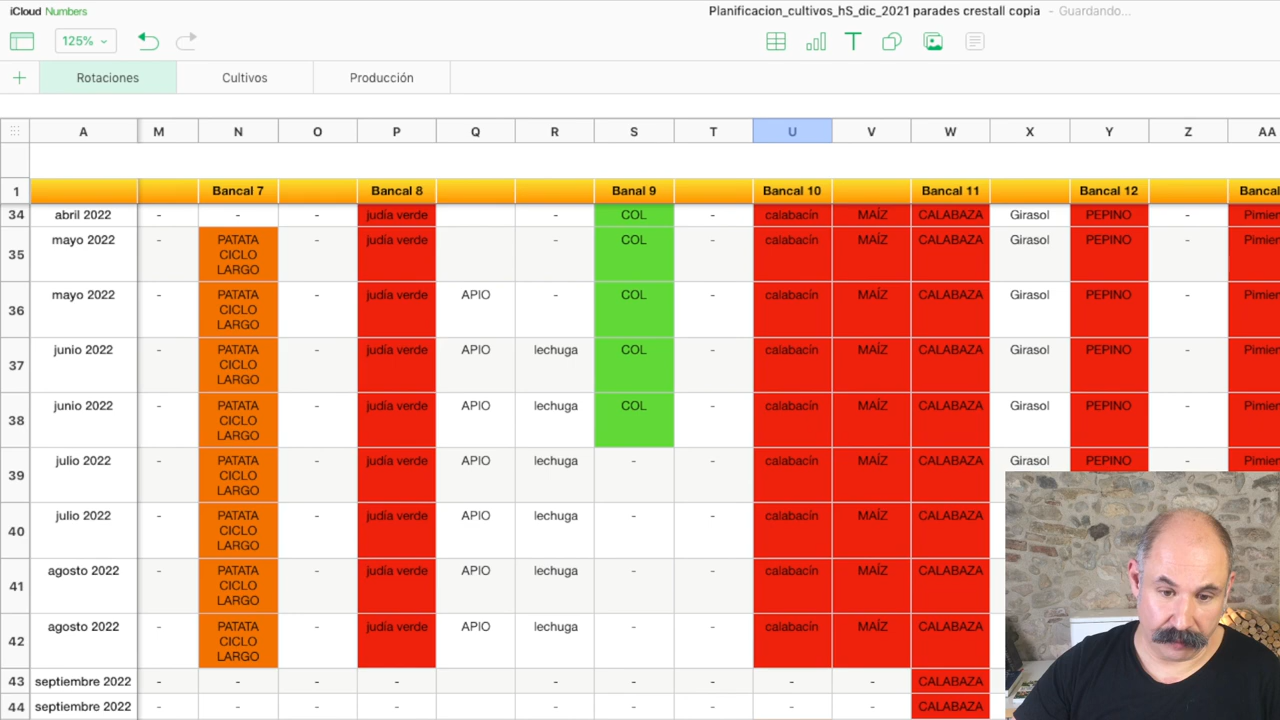 iCloud Numbers
Planificacion_cultivos_hS_dic_2021 parades crestall copia - Guardando...
125%
+ Rotaciones Cultivos Producción
A M N O P Q R S T U V W X Y Z AA
1 Bancal 7 Bancal 8 Banal 9 Bancal 10 Bancal 11 Bancal 12 Bancal
34 abril 2022 - - - judía verde - COL - calabacín MAÍZ CALABAZA Girasol PEPINO - Pimien
35 mayo 2022 - PATATA CICLO LARGO - judía verde - COL - calabacín MAÍZ CALABAZA Girasol PEPINO - Pimien
36 mayo 2022 - PATATA CICLO LARGO - judía verde APIO - COL - calabacín MAÍZ CALABAZA Girasol PEPINO - Pimien
37 junio 2022 - PATATA CICLO LARGO - judía verde APIO lechuga COL - calabacín MAÍZ CALABAZA Girasol PEPINO - Pimien
38 junio 2022 - PATATA CICLO LARGO - judía verde APIO lechuga COL - calabacín MAÍZ CALABAZA Girasol PEPINO - Pimien
39 julio 2022 - PATATA CICLO LARGO - judía verde APIO lechuga - - calabacín MAÍZ CALABAZA Girasol PEPINO - Pimien
40 julio 2022 - PATATA CICLO LARGO - judía verde APIO lechuga - - calabacín MAÍZ CALABAZA
41 agosto 2022 - PATATA CICLO LARGO - judía verde APIO lechuga - - calabacín MAÍZ CALABAZA
42 agosto 2022 - PATATA CICLO LARGO - judía verde APIO lechuga - - calabacín MAÍZ CALABAZA
43 septiembre 2022 - - - - - - - - - CALABAZA
44 septiembre 2022 - - - - - - - - - CALABAZA